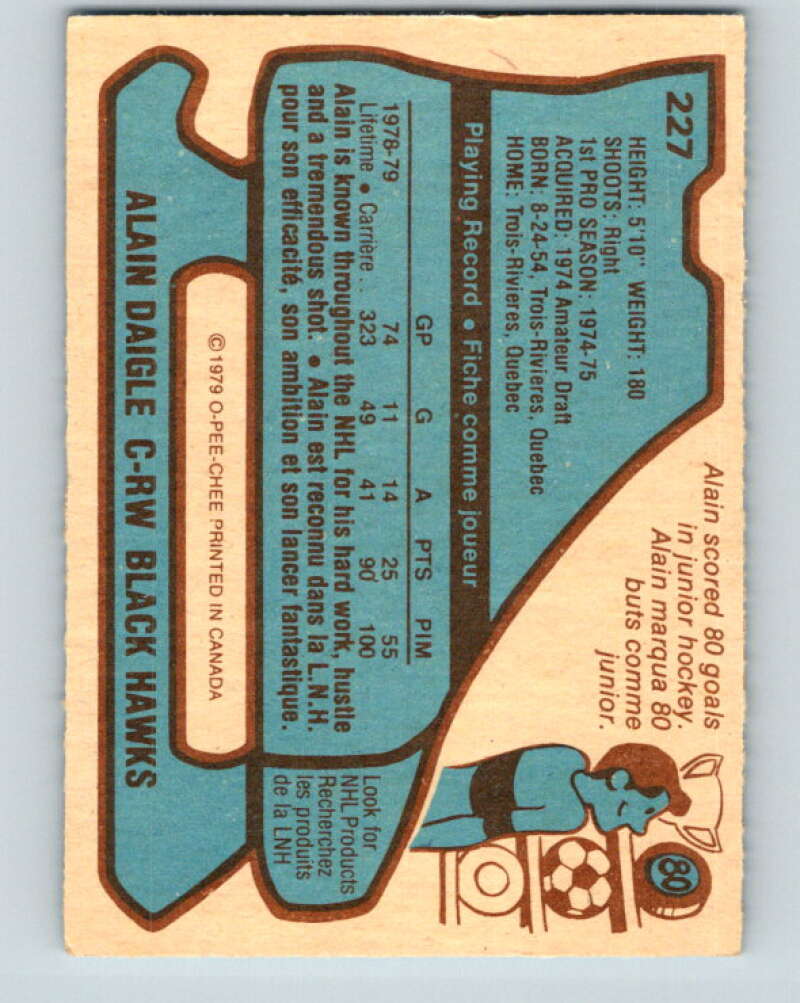 227
HEIGHT: 5'10" WEIGHT: 180
SHOOTS: Right
1st PRO SEASON: 1974-75
ACQUIRED: 1974 Amateur Draft
BORN: 8-24-54, Trois-Rivieres, Quebec
HOME: Trois-Rivieres, Quebec
Alain scored 80 goals
in junior hockey.
Alain marqua 80
buts comme
junior.
80
Playing Record • Fiche comme joueur
GP G A PTS PIM
1978-79 74 11 14 25 55
Lifetime • Carrière .. 323 49 41 90 100
Alain is known throughout the NHL for his hard work, hustle
and a tremendous shot. • Alain est reconnu dans la L.N.H.
pour son efficacité, son ambition et son lancer fantastique.
Look for
NHL Products
Recherchez
les produits
de la LNH
©1979 O-PEE-CHEE PRINTED IN CANADA
ALAIN DAIGLE C-RW BLACK HAWKS